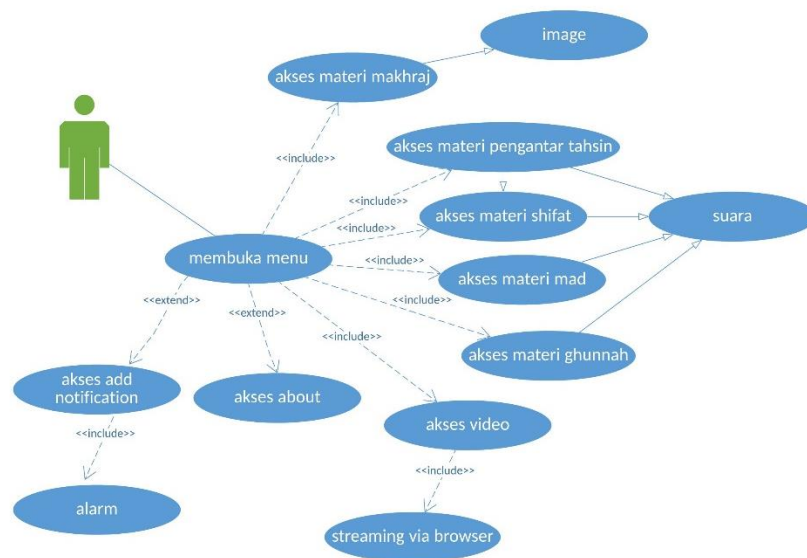 image
akses materi makhraj
<<include>>
akses materi pengantar tahsin
<<include>>
<<include>>
akses materi shifat
suara
membuka menu
<<include>>
akses materi mad
<<extend>>
<<extend>>
<<include>>
<<include>>
akses materi ghunnah
akses add
notification
akses about
akses video
<<include>>
<<include>>
alarm
streaming via browser